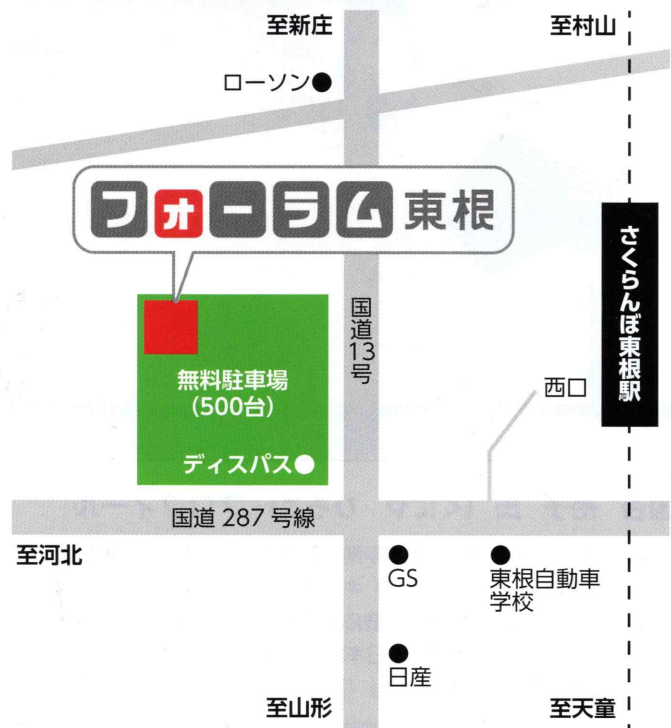 至新庄
至村山
ローソン
フォーラム東根
さくらんぼ東根駅
国道13号
無料駐車場
(500台)
西口
ディスパス
国道 287 号線
至河北
GS
東根自動車
学校
日産
至山形
至天童